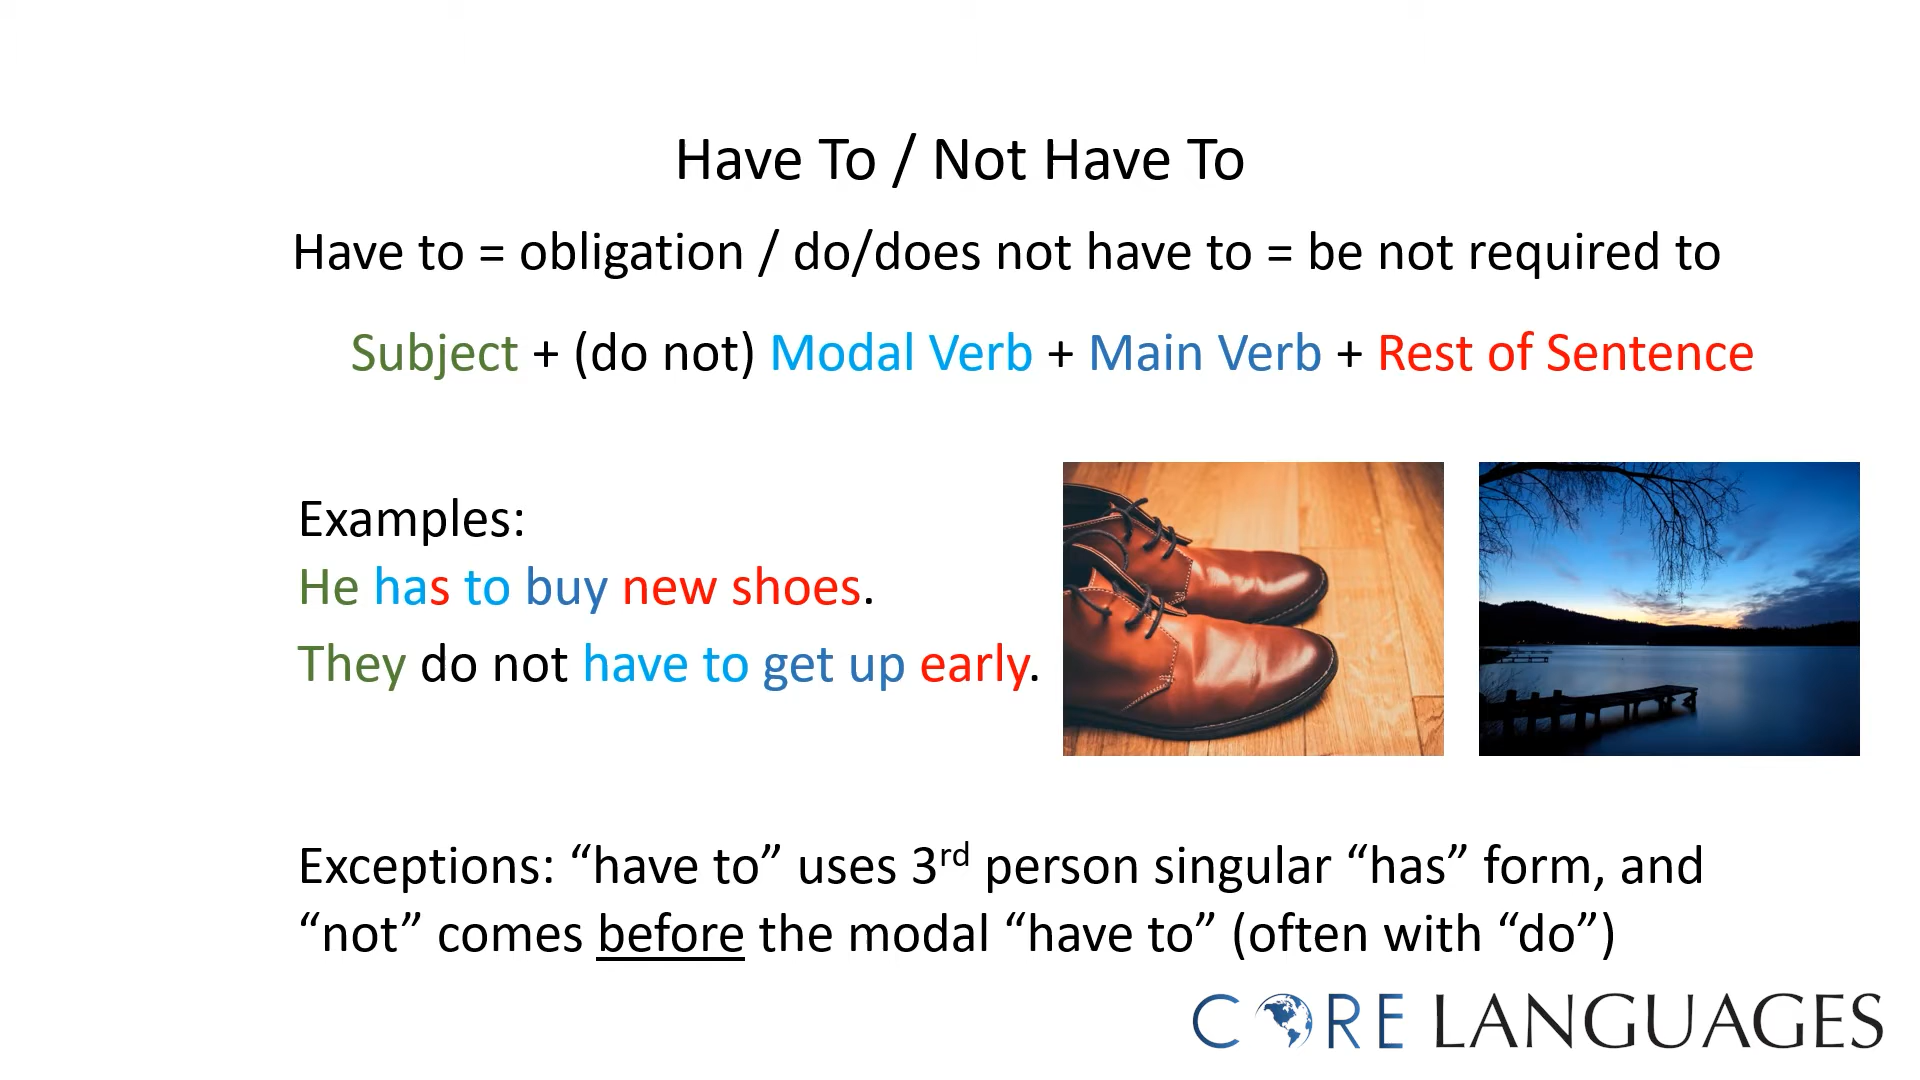 Have To / Not Have To
Have to = obligation / do/does not have to = be not required to
Subject + (do not) Modal Verb + Main Verb + Rest of Sentence
Examples:
He has to buy new shoes.
They do not have to get up early.
Exceptions: “have to” uses 3rd person singular “has” form, and
“not” comes before the modal “have to” (often with “do”)
CORE LANGUAGES